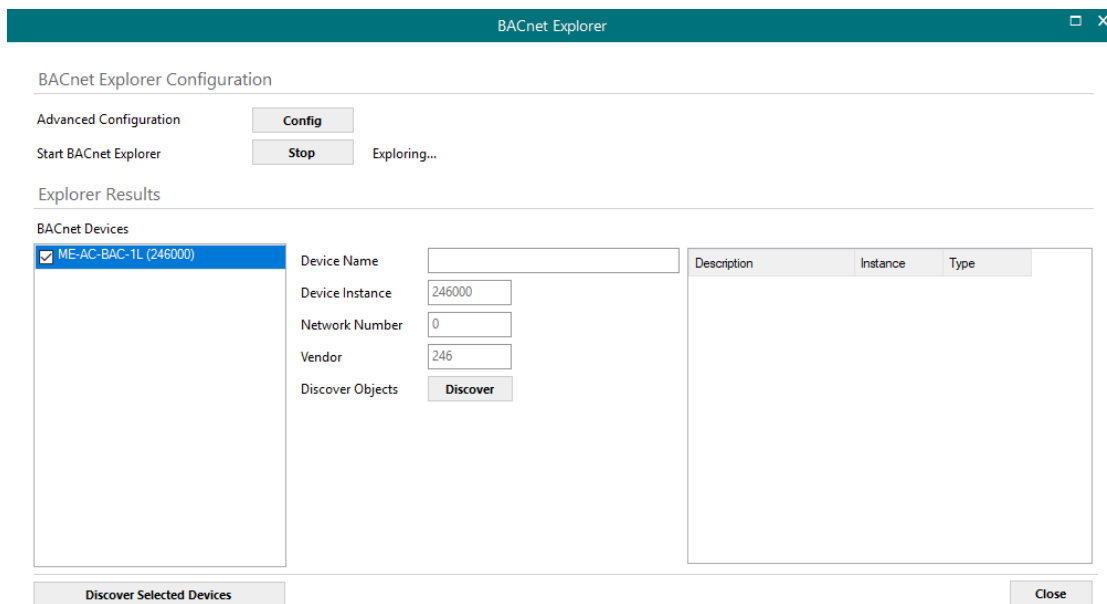 BACnet Explorer
BACnet Explorer Configuration
Advanced Configuration Config
Start BACnet Explorer Stop Exploring...
Explorer Results
BACnet Devices
ME-AC-BAC-1L (246000)
Device Name
Device Instance 246000
Network Number 0
Vendor 246
Discover Objects Discover
Description Instance Type
Discover Selected Devices Close